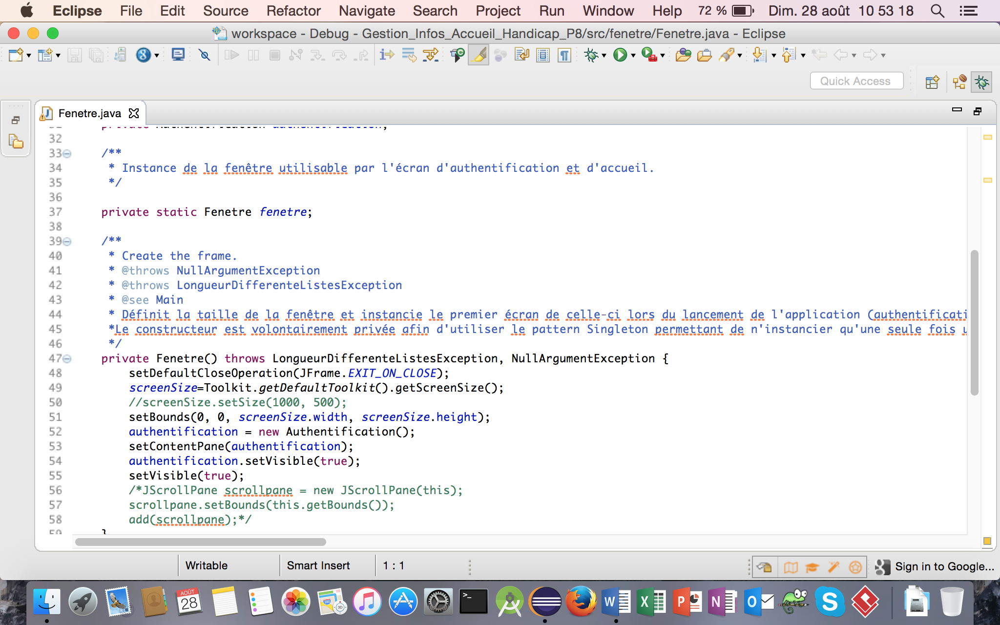 Eclipse File Edit Source Refactor Navigate Search Project Run Window Help 72 % Dim. 28 août 10 53 18
workspace - Debug - Gestion_Infos_Accueil_Handicap_P8/src/fenetre/Fenetre.java - Eclipse
Quick Access
Fenetre.java
32
33 /**
34 * Instance de la fenêtre utilisable par l'écran d'authentification et d'accueil.
35 */
36
37 private static Fenetre fenetre;
38
39 /**
40 * Create the frame.
41 * @throws NullArgumentException
42 * @throws LongueurDifferenteListesException
43 * @see Main
44 * Définit la taille de la fenêtre et instancie le premier écran de celle-ci lors du lancement de l'application (authentificati
45 *Le constructeur est volontairement privée afin d'utiliser le pattern Singleton permettant de n'instancier qu'une seule fois
46 */
47 private Fenetre() throws LongueurDifferenteListesException, NullArgumentException {
48 setDefaultCloseOperation(JFrame.EXIT_ON_CLOSE);
49 screenSize=Toolkit.getDefaultToolkit().getScreenSize();
50 //screenSize.setSize(1000, 500);
51 setBounds(0, 0, screenSize.width, screenSize.height);
52 authentification = new Authentification();
53 setContentPane(authentification);
54 authentification.setVisible(true);
55 setVisible(true);
56 /*JScrollPane scrollpane = new JScrollPane(this);
57 scrollpane.setBounds(this.getBounds());
58 add(scrollpane);*/
59 }
Writable Smart Insert 1 : 1 Sign in to Google...
AOÛT
28